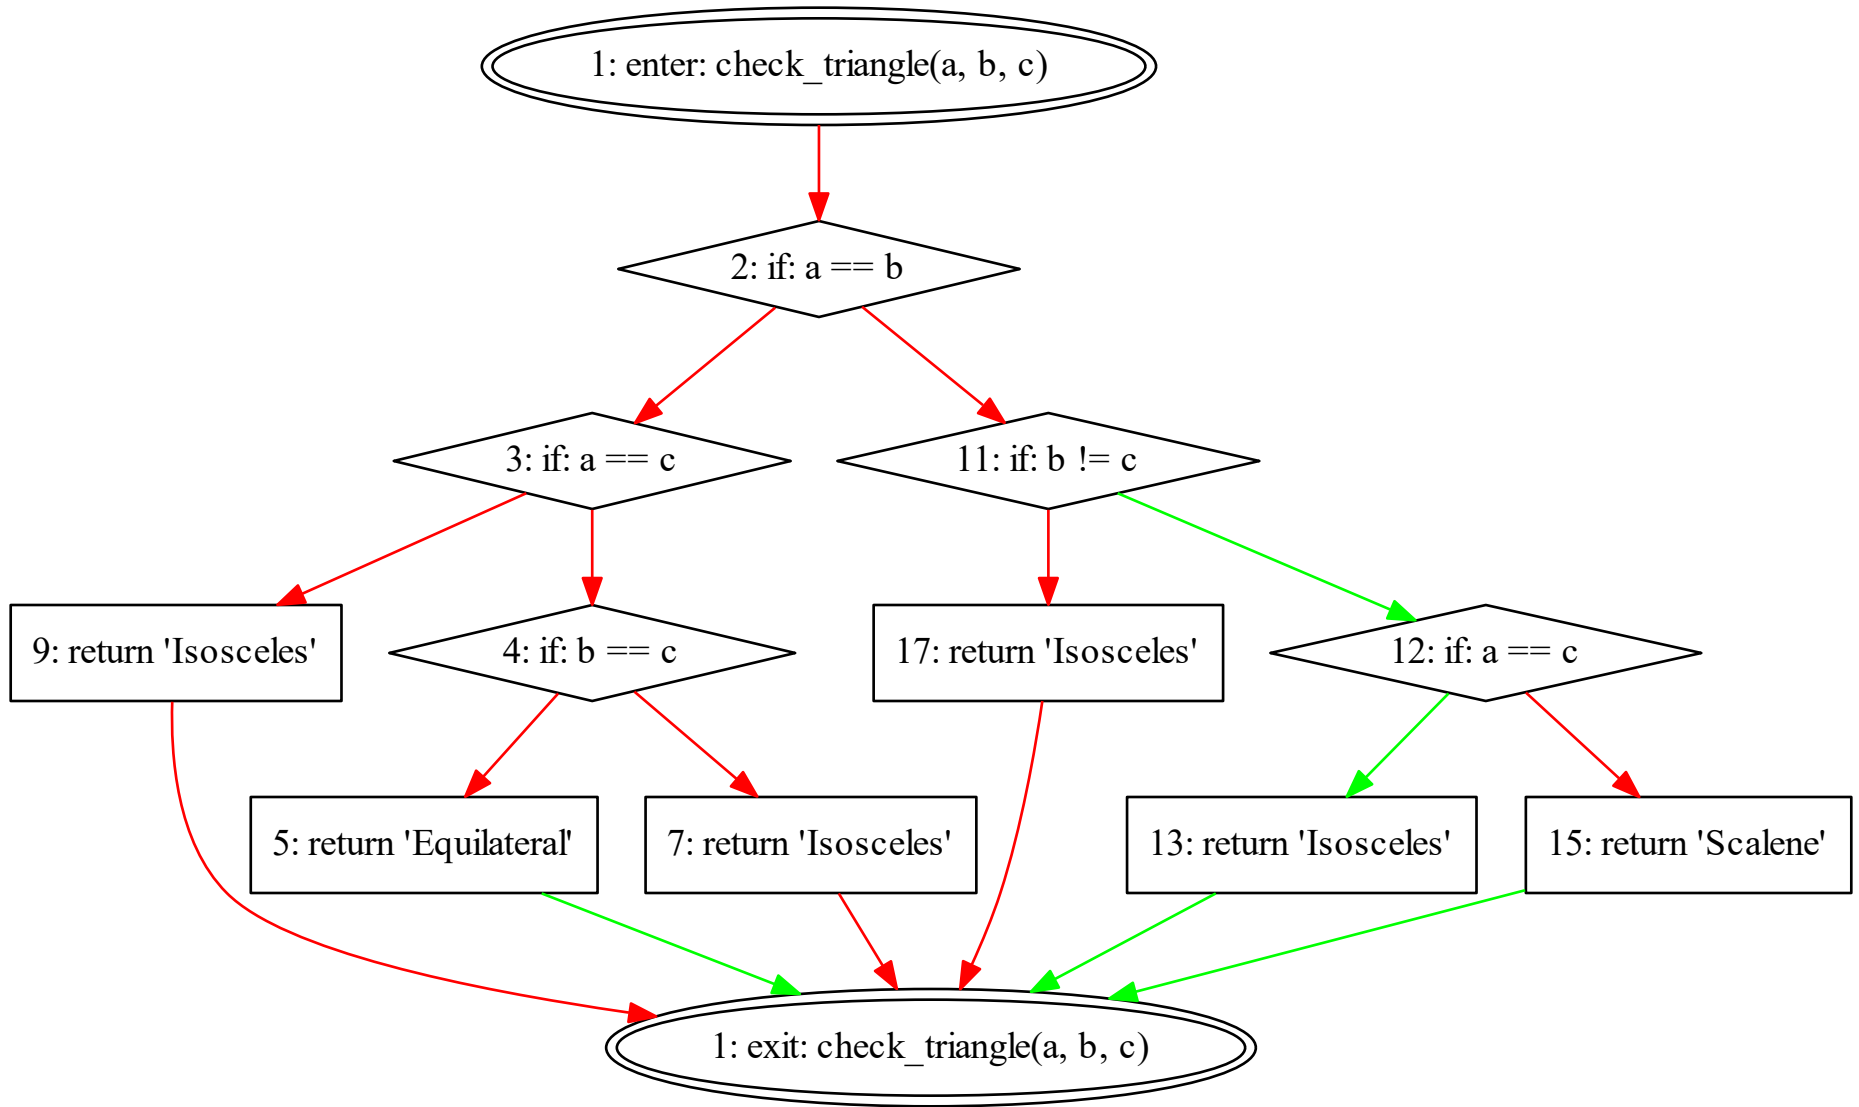 1: enter: check_triangle(a, b, c)
2: if: a == b
3: if: a == c
11: if: b != c
9: return 'Isosceles'
4: if: b == c
17: return 'Isosceles'
12: if: a == c
5: return 'Equilateral'
7: return 'Isosceles'
13: return 'Isosceles'
15: return 'Scalene'
1: exit: check_triangle(a, b, c)